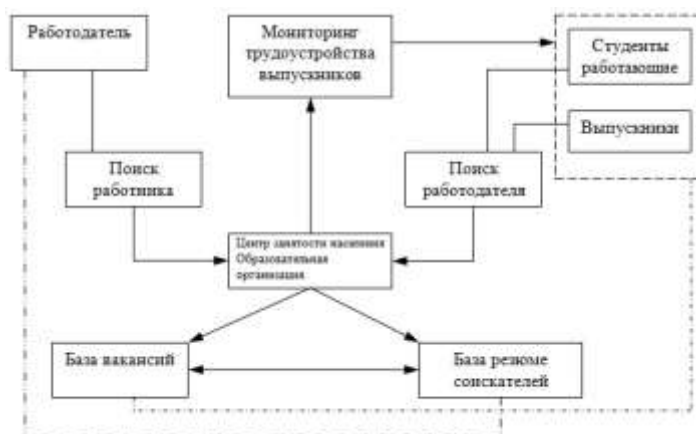 Работодатель
Мониторинг
трудоустройства
выпускников
Студенты
работающие
Выпускники
Поиск
работника
Поиск
работодателя
Центр занятости населения
Образовательная
организация
База вакансий
База резюме
соискателей